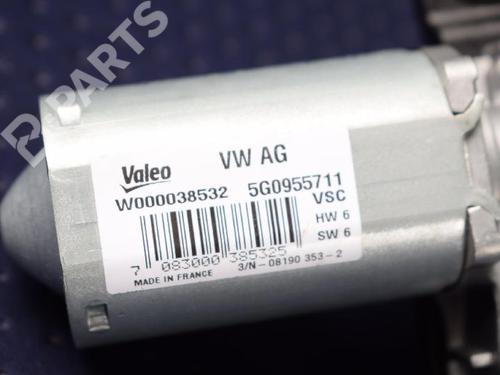 B-PARTS
Valeo VW AG
W000038532 5G0955711
VSC
HW 6
SW 6
7 083000 385325
3/N - 08190 353 - 2
MADE IN FRANCE